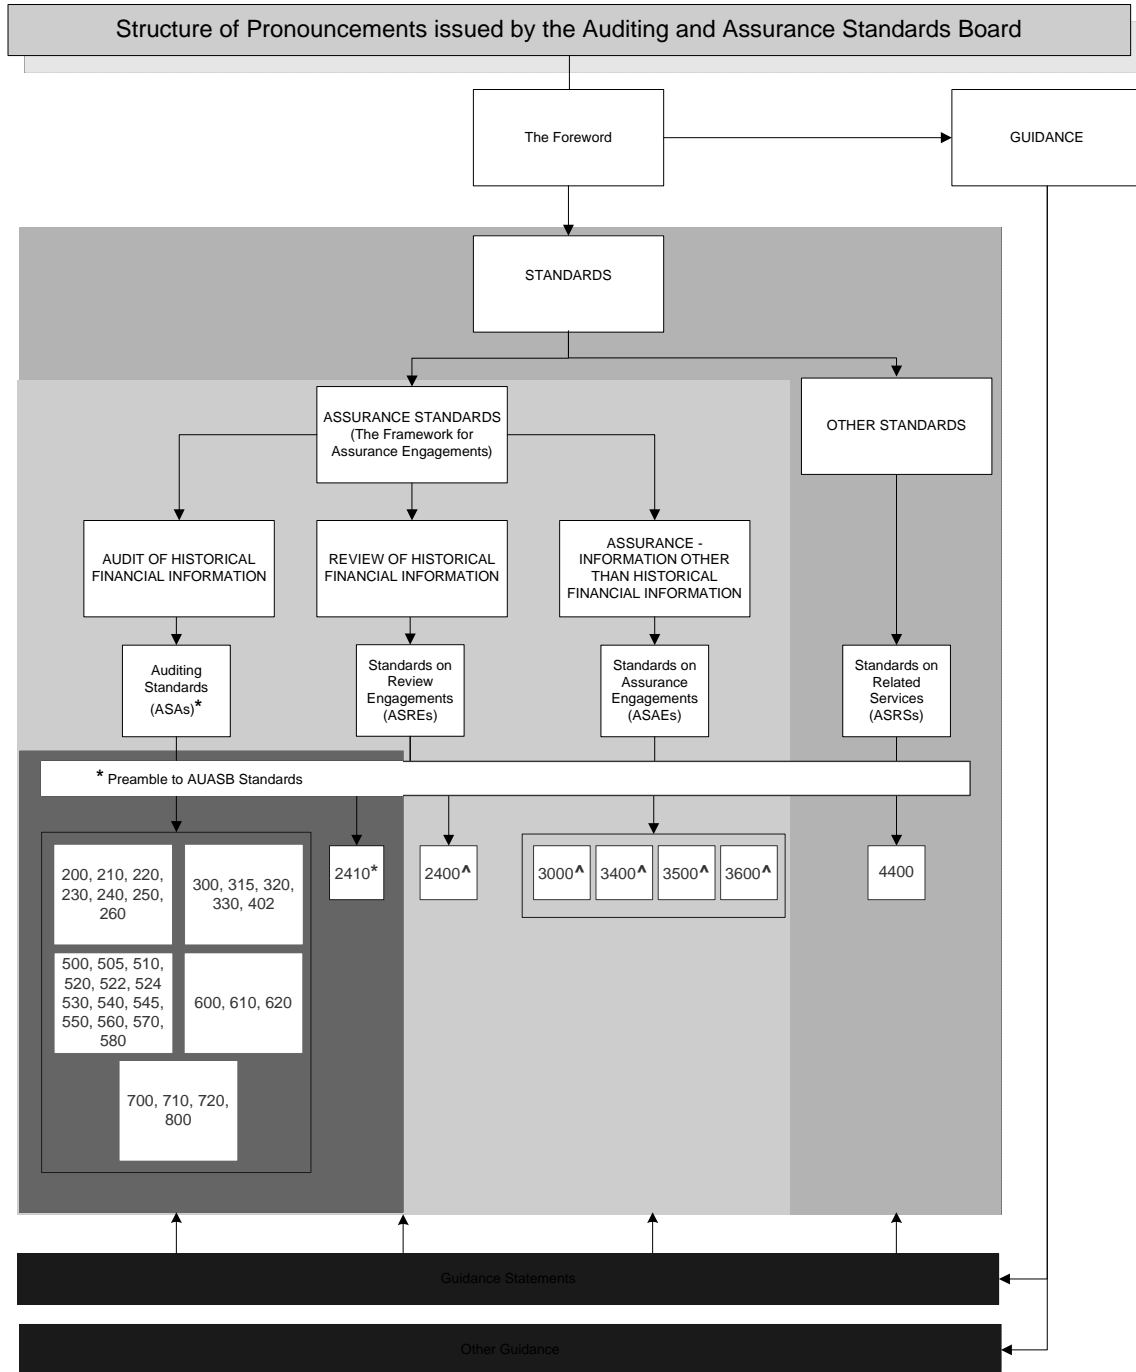 Structure of Pronouncements issued by the Auditing and Assurance Standards Board
The Foreword
GUIDANCE
STANDARDS
ASSURANCE STANDARDS
(The Framework for
Assurance Engagements)
OTHER STANDARDS
AUDIT OF HISTORICAL
FINANCIAL INFORMATION
REVIEW OF HISTORICAL
FINANCIAL INFORMATION
ASSURANCE -
INFORMATION OTHER
THAN HISTORICAL
FINANCIAL INFORMATION
Auditing
Standards
(ASAs)*
Standards on
Review
Engagements
(ASREs)
Standards on
Assurance
Engagements
(ASAEs)
Standards on
Related
Services
(ASRSs)
* Preamble to AUASB Standards
200, 210, 220,
230, 240, 250,
260
300, 315, 320,
330, 402
2410*
2400^
3000^
3400^
3500^
3600^
4400
500, 505, 510,
520, 522, 524
530, 540, 545,
550, 560, 570,
580
600, 610, 620
700, 710, 720,
800
Guidance Statements
Other Guidance